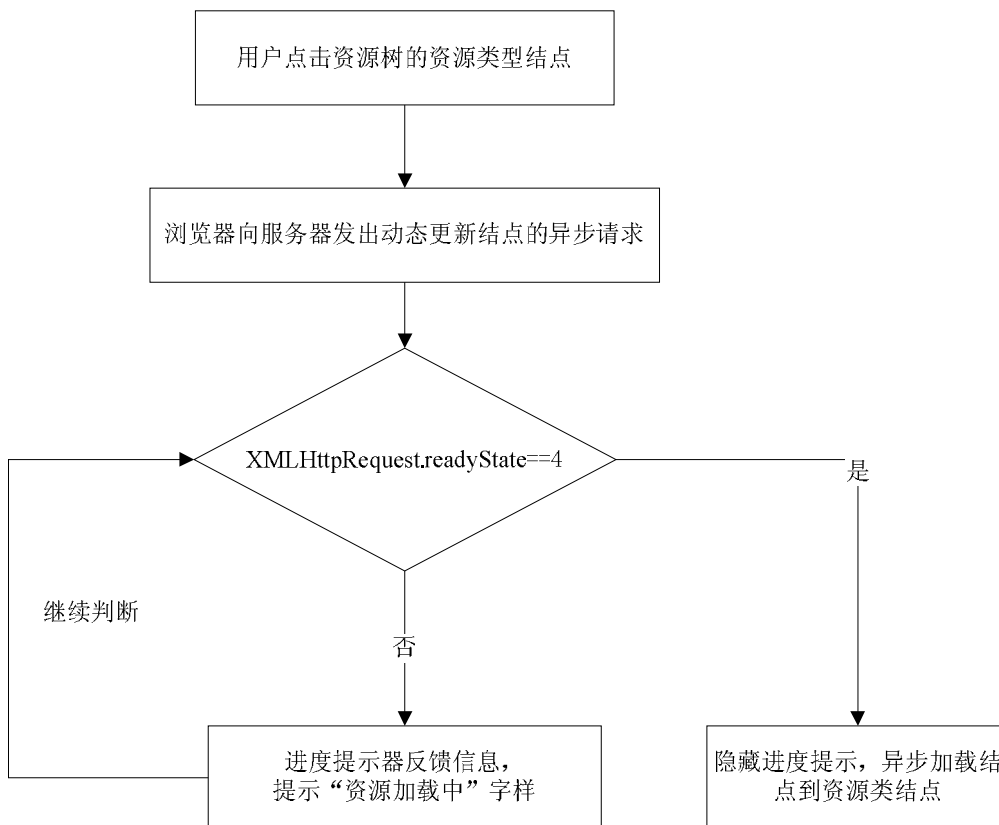 用户点击资源树的资源类型结点
浏览器向服务器发出动态更新结点的异步请求
XMLHttpRequest.readyState==4
是
继续判断
否
进度提示器反馈信息，
提示“资源加载中”字样
隐藏进度提示，异步加载结
点到资源类结点